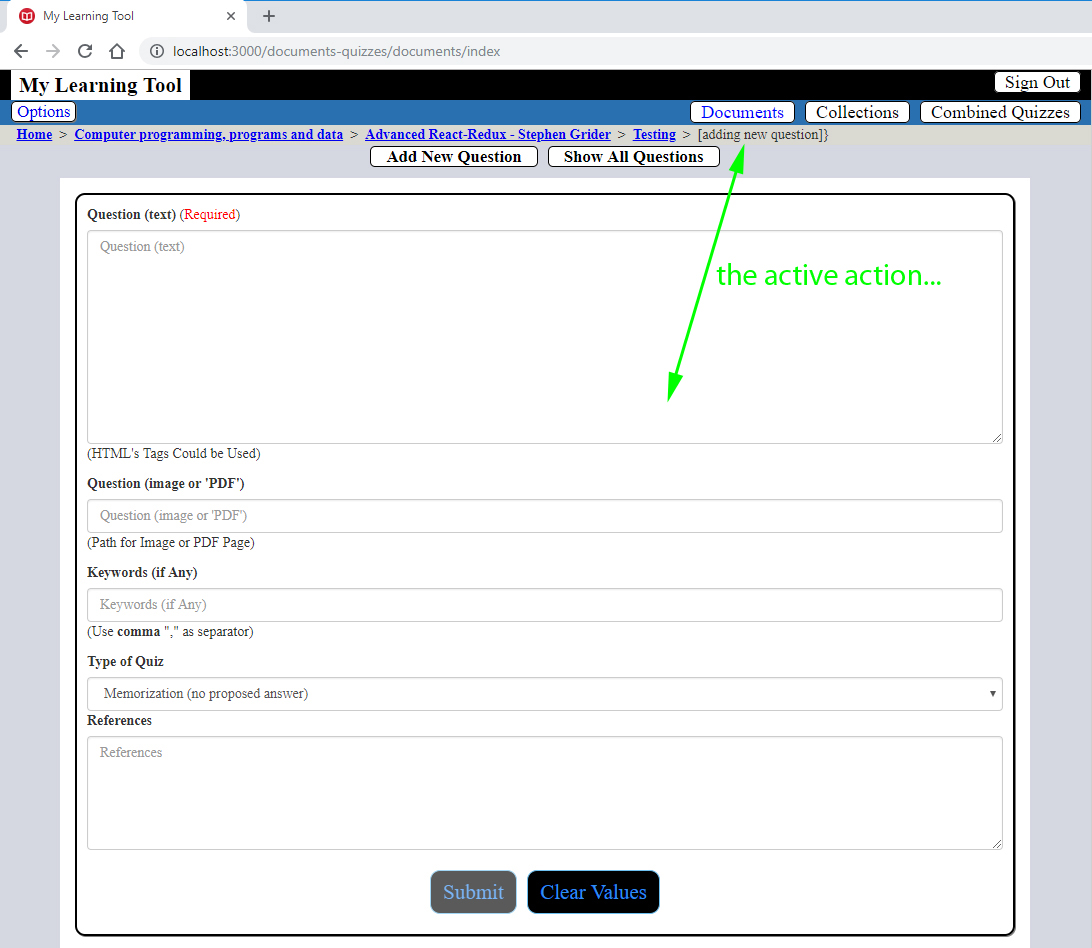 My Learning Tool
localhost:3000/documents-quizzes/documents/index
My Learning Tool
Sign Out
Options
Documents Collections Combined Quizzes
Home > Computer programming, programs and data > Advanced React-Redux - Stephen Grider > Testing > [adding new question]}
Add New Question Show All Questions
Question (text) (Required)
Question (text)
the active action...
(HTML's Tags Could be Used)
Question (image or 'PDF')
Question (image or 'PDF')
(Path for Image or PDF Page)
Keywords (if Any)
Keywords (if Any)
(Use comma "," as separator)
Type of Quiz
Memorization (no proposed answer)
References
References
Submit Clear Values